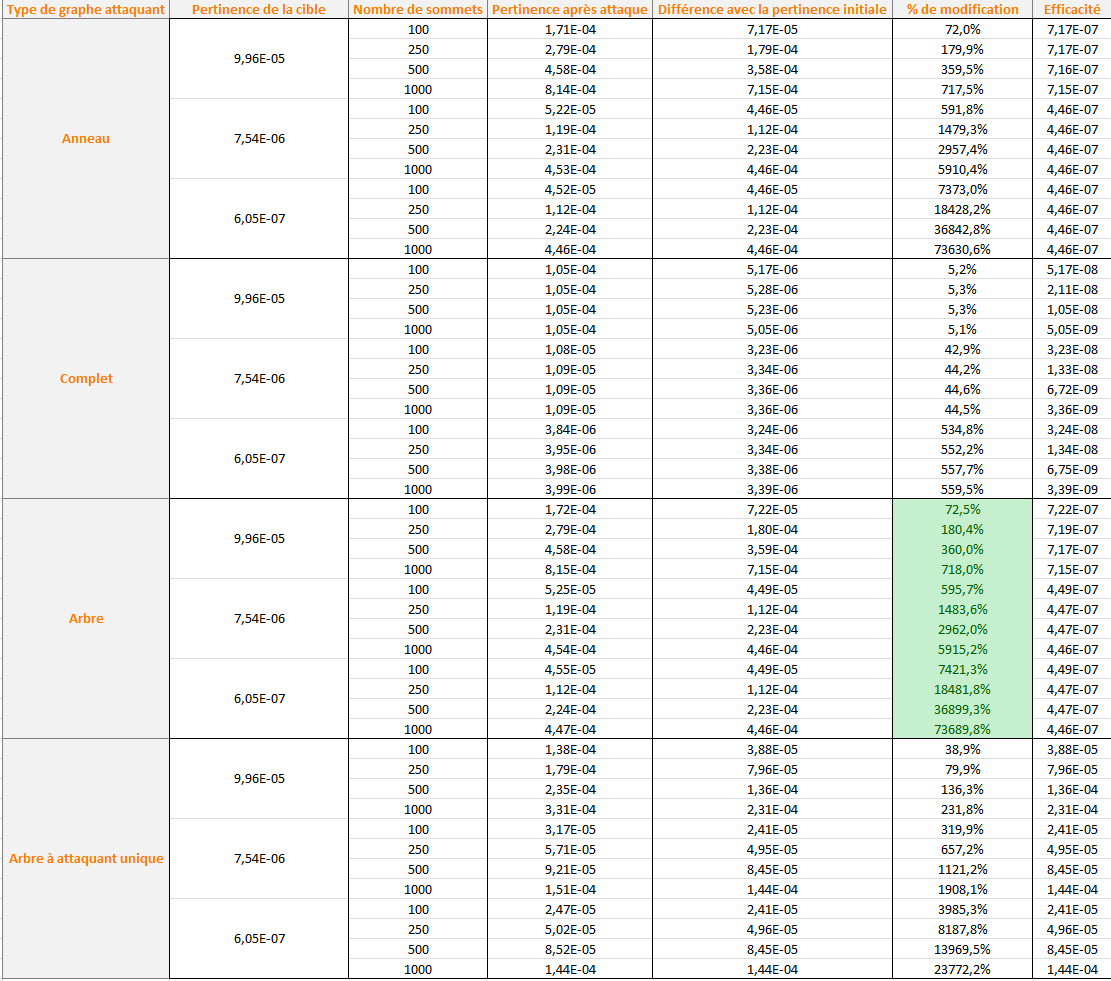 Type de graphe attaquant Pertinence de la cible Nombre de sommets Pertinence après attaque Différence avec la pertinence initiale % de modification Efficacité
Anneau 9,96E-05 100 1,71E-04 7,17E-05 72,0% 7,17E-07
250 2,79E-04 1,79E-04 179,9% 7,17E-07
500 4,58E-04 3,58E-04 359,5% 7,16E-07
1000 8,14E-04 7,15E-04 717,5% 7,15E-07
7,54E-06 100 5,22E-05 4,46E-05 591,8% 4,46E-07
250 1,19E-04 1,12E-04 1479,3% 4,46E-07
500 2,31E-04 2,23E-04 2957,4% 4,46E-07
1000 4,53E-04 4,46E-04 5910,4% 4,46E-07
6,05E-07 100 4,52E-05 4,46E-05 7373,0% 4,46E-07
250 1,12E-04 1,12E-04 18428,2% 4,46E-07
500 2,24E-04 2,23E-04 36842,8% 4,46E-07
1000 4,46E-04 4,46E-04 73630,6% 4,46E-07
Complet 9,96E-05 100 1,05E-04 5,17E-06 5,2% 5,17E-08
250 1,05E-04 5,28E-06 5,3% 2,11E-08
500 1,05E-04 5,23E-06 5,3% 1,05E-08
1000 1,05E-04 5,05E-06 5,1% 5,05E-09
7,54E-06 100 1,08E-05 3,23E-06 42,9% 3,23E-08
250 1,09E-05 3,34E-06 44,2% 1,33E-08
500 1,09E-05 3,36E-06 44,6% 6,72E-09
1000 1,09E-05 3,36E-06 44,5% 3,36E-09
6,05E-07 100 3,84E-06 3,24E-06 534,8% 3,24E-08
250 3,95E-06 3,34E-06 552,2% 1,34E-08
500 3,98E-06 3,38E-06 557,7% 6,75E-09
1000 3,99E-06 3,39E-06 559,5% 3,39E-09
Arbre 9,96E-05 100 1,72E-04 7,22E-05 72,5% 7,22E-07
250 2,79E-04 1,80E-04 180,4% 7,19E-07
500 4,58E-04 3,59E-04 360,0% 7,17E-07
1000 8,15E-04 7,15E-04 718,0% 7,15E-07
7,54E-06 100 5,25E-05 4,49E-05 595,7% 4,49E-07
250 1,19E-04 1,12E-04 1483,6% 4,47E-07
500 2,31E-04 2,23E-04 2962,0% 4,47E-07
1000 4,54E-04 4,46E-04 5915,2% 4,46E-07
6,05E-07 100 4,55E-05 4,49E-05 7421,3% 4,49E-07
250 1,12E-04 1,12E-04 18481,8% 4,47E-07
500 2,24E-04 2,23E-04 36899,3% 4,47E-07
1000 4,47E-04 4,46E-04 73689,8% 4,46E-07
Arbre à attaquant unique 9,96E-05 100 1,38E-04 3,88E-05 38,9% 3,88E-05
250 1,79E-04 7,96E-05 79,9% 7,96E-05
500 2,35E-04 1,36E-04 136,3% 1,36E-04
1000 3,31E-04 2,31E-04 231,8% 2,31E-04
7,54E-06 100 3,17E-05 2,41E-05 319,9% 2,41E-05
250 5,71E-05 4,95E-05 657,2% 4,95E-05
500 9,21E-05 8,45E-05 1121,2% 8,45E-05
1000 1,51E-04 1,44E-04 1908,1% 1,44E-04
6,05E-07 100 2,47E-05 2,41E-05 3985,3% 2,41E-05
250 5,02E-05 4,96E-05 8187,8% 4,96E-05
500 8,52E-05 8,45E-05 13969,5% 8,45E-05
1000 1,44E-04 1,44E-04 23772,2% 1,44E-04